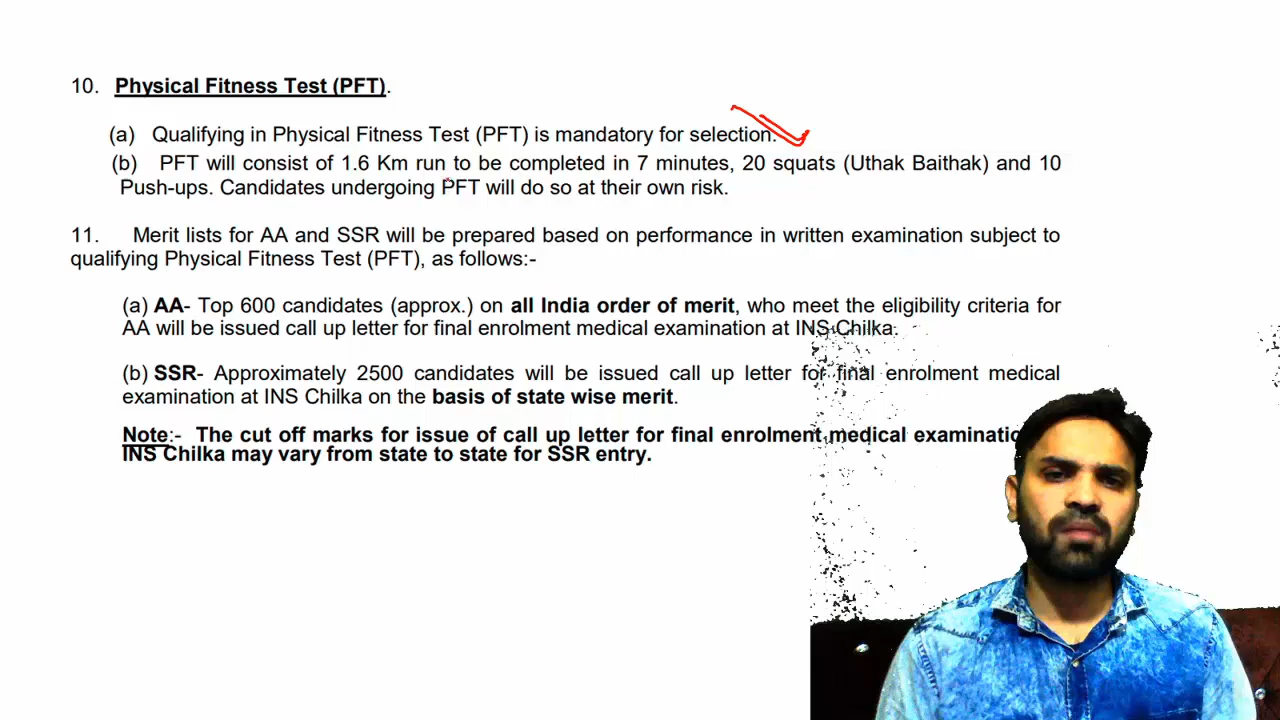 10. Physical Fitness Test (PFT).
(a) Qualifying in Physical Fitness Test (PFT) is mandatory for selection.
(b) PFT will consist of 1.6 Km run to be completed in 7 minutes, 20 squats (Uthak Baithak) and 10
Push-ups. Candidates undergoing PFT will do so at their own risk.
11. Merit lists for AA and SSR will be prepared based on performance in written examination subject to
qualifying Physical Fitness Test (PFT), as follows:-
(a) AA- Top 600 candidates (approx.) on all India order of merit, who meet the eligibility criteria for
AA will be issued call up letter for final enrolment medical examination at INS Chilka.
(b) SSR- Approximately 2500 candidates will be issued call up letter for final enrolment medical
examination at INS Chilka on the basis of state wise merit.
Note:- The cut off marks for issue of call up letter for final enrolment medical
INS Chilka may vary from state to state for SSR entry.